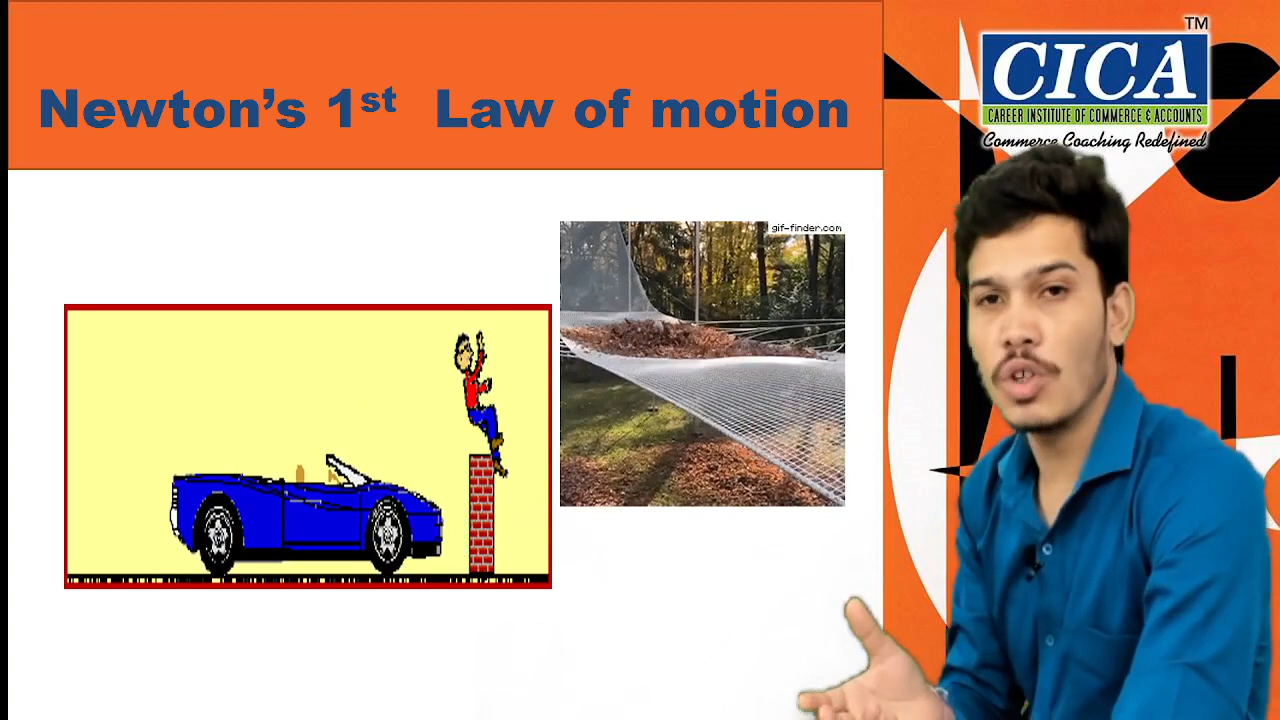 Newton's 1st Law of motion
gif-finder.com
TM
CICA
CAREER INSTITUTE OF COMMERCE & ACCOUNTS
Commerce Coaching Redefined